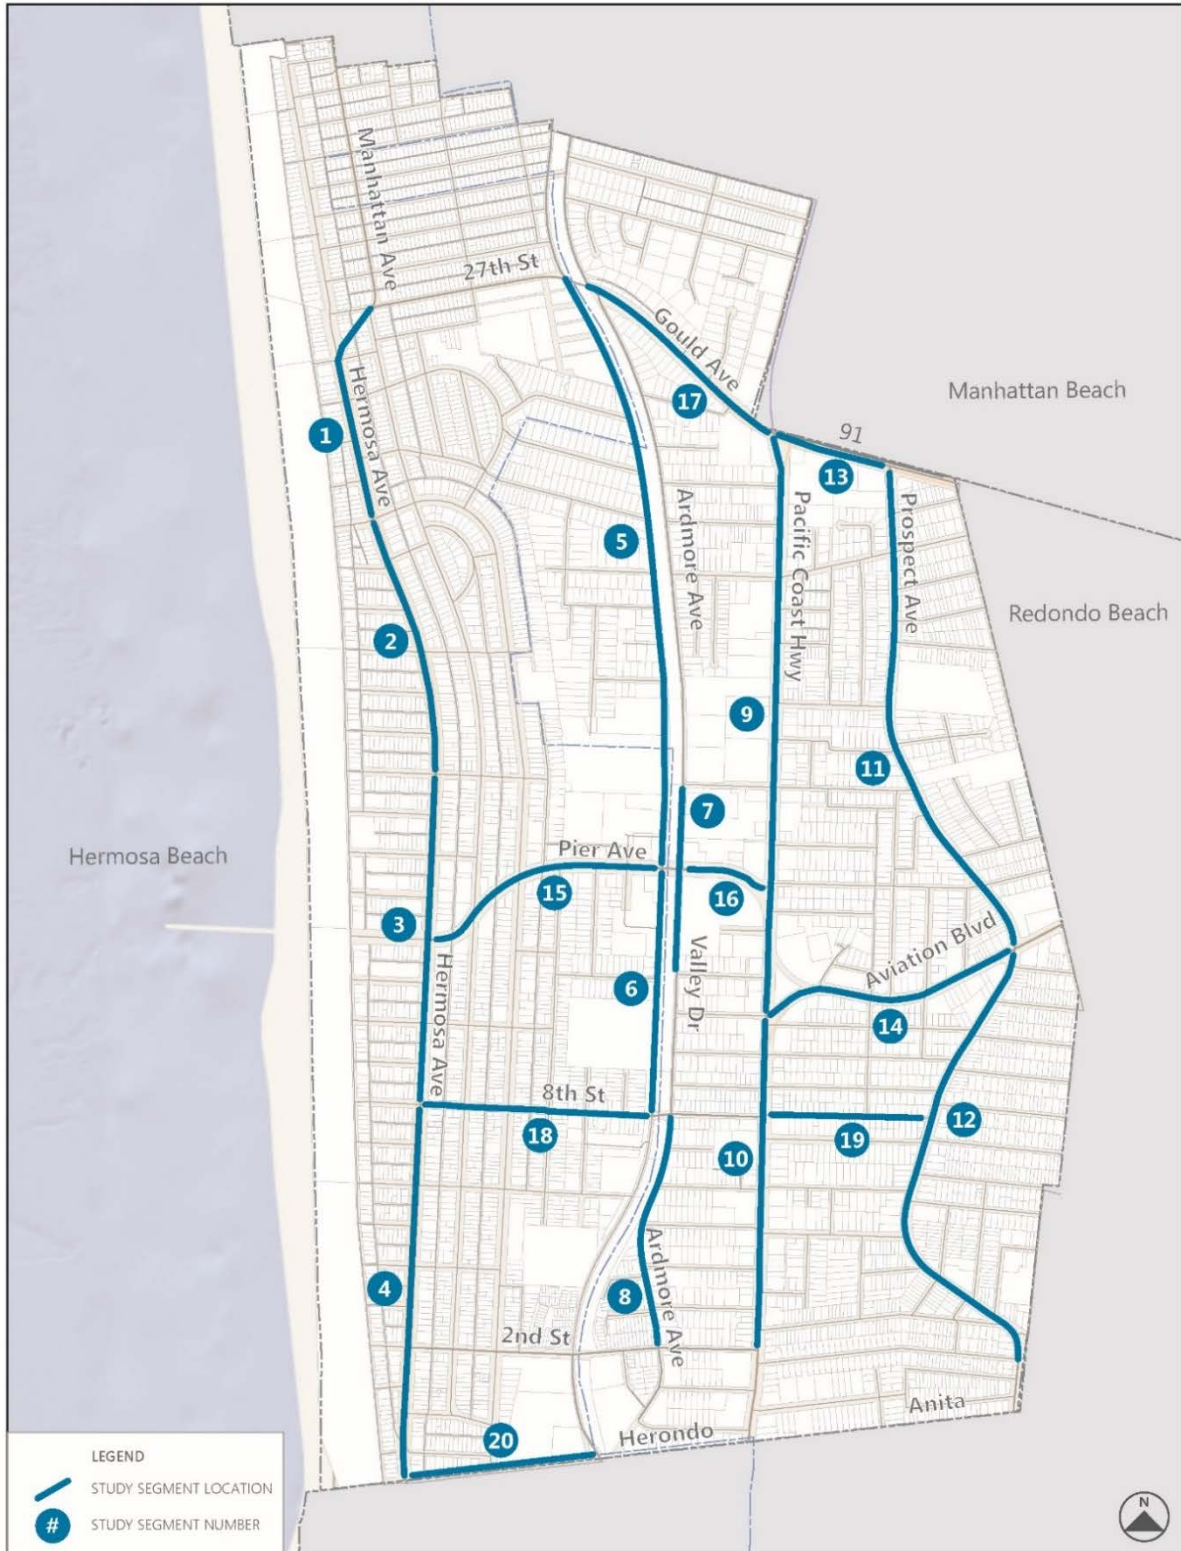 Manhattan Ave
27th St
Gould Ave
Hermosa Ave
17
Manhattan Beach
91
1
13
Ardmore Ave
Pacific Coast Hwy
Prospect Ave
5
Redondo Beach
2
9
11
7
Hermosa Beach
Pier Ave
15
16
3
Aviation Blvd
Valley Dr
Hermosa Ave
6
14
8th St
18
19
12
10
Ardmore Ave
4
8
2nd St
Anita
Herondo
20
LEGEND
STUDY SEGMENT LOCATION
# STUDY SEGMENT NUMBER
N